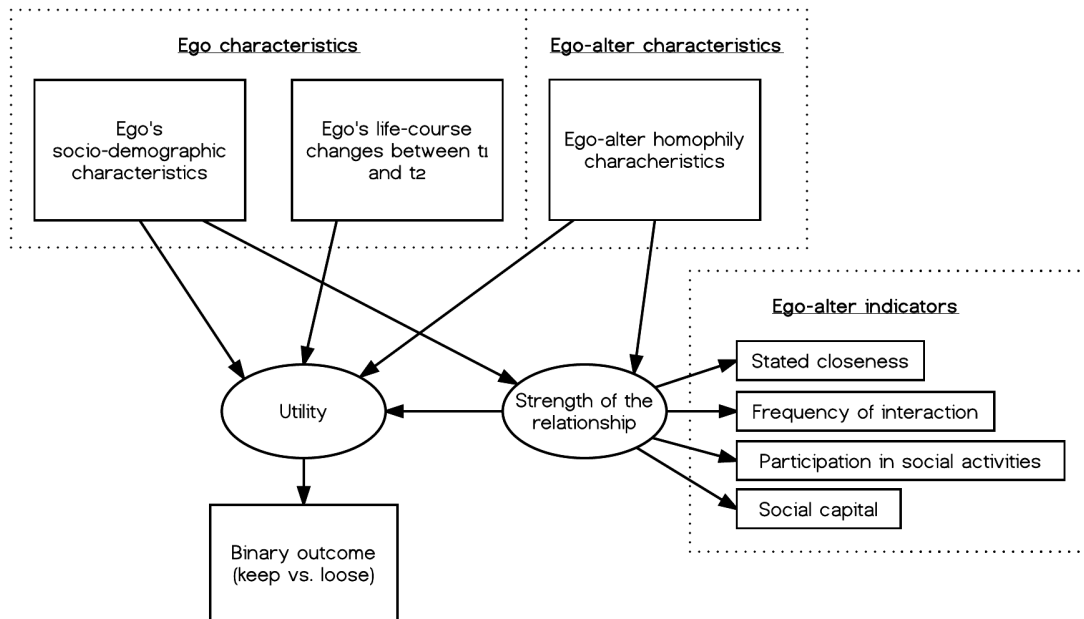 Ego characteristics
Ego-alter characteristics
Ego's
socio-demographic
characteristics
Ego's life-course
changes between t1
and t2
Ego-alter homophily
characheristics
Ego-alter indicators
Stated closeness
Frequency of interaction
Participation in social activities
Social capital
Utility
Strength of the
relationship
Binary outcome
(keep vs. loose)